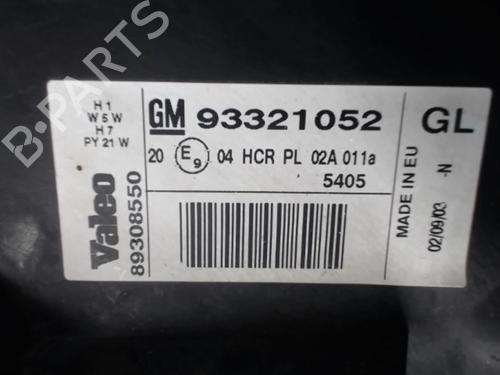 B-PARTS
H 1
W 5 W
H 7
PY 21 W
GM 93321052
GL
20 E9 04 HCR PL 02A 011a
5405
Valeo
89308550
MADE IN EU
02/09/03 -N